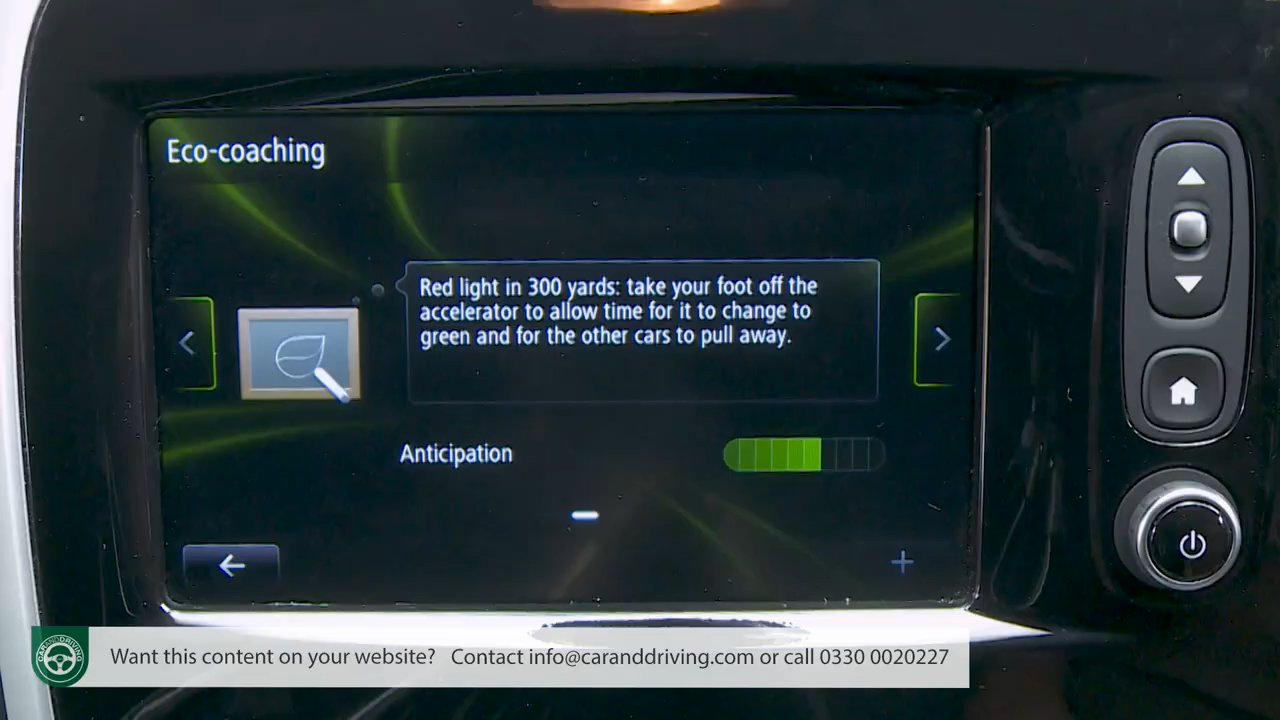 Eco-coaching
Red light in 300 yards: take your foot off the
accelerator to allow time for it to change to
green and for the other cars to pull away.
Anticipation
CARANDDRIVING
Want this content on your website? Contact info@caranddriving.com or call 0330 0020227